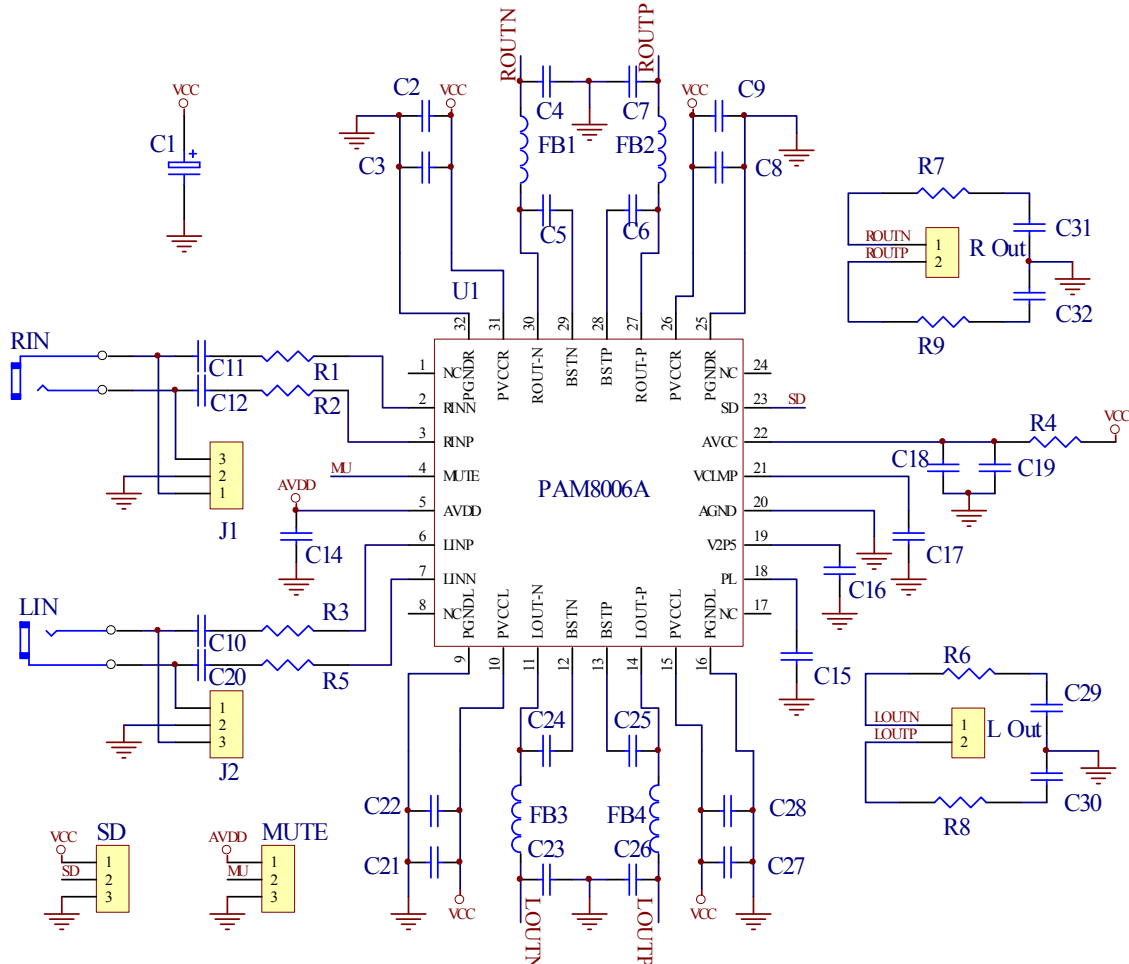 ROUTN
ROUTP
VCC
C1
+
C2
VCC
C3
C4
C7
FB1
FB2
C5
C6
VCC
C9
C8
R7
C31
ROUTN
ROUTP
1
2
R Out
C32
R9
U1
32
31
30
29
28
27
26
25
PGNDR
PVCCR
ROUT-N
BSTN
BSTP
ROUT-P
PVCCR
PGNDR
RIN
C11
R1
C12
R2
3
2
1
J1
MU
AVDD
C14
1
NC
2
RINN
3
RINP
4
MUTE
5
AVDD
6
LINP
7
LINN
8
NC
PAM8006A
24
NC
23
SD
SD
22
AVCC
21
VCLMP
20
AGND
19
V2P5
18
PL
17
NC
R4
VCC
C18
C19
C17
C16
C15
LIN
R3
C10
C20
R5
1
2
3
J2
PGNDL
PVCCL
LOUT-N
BSTN
BSTP
LOUT-P
PVCCL
PGNDL
9
10
11
12
13
14
15
16
C24
C25
C22
FB3
FB4
C28
C21
C23
C26
C27
VCC
VCC
LOUTN
LOUTP
R6
C29
LOUTN
LOUTP
1
2
L Out
C30
R8
SD
VCC
SD
1
2
3
MUTE
AVDD
MU
1
2
3